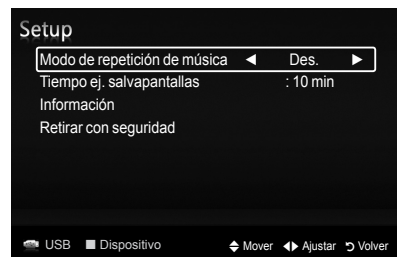 Setup
Modo de repetición de música ◄ Des. ►
Tiempo ej. salvapantallas : 10 min
Información
Retirar con seguridad
USB Dispositivo Mover Ajustar Volver